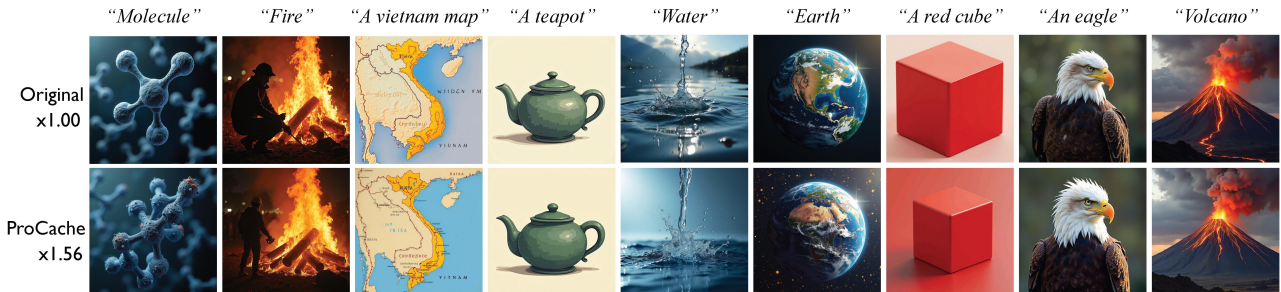 "Molecule" "Fire" "A vietnam map" "A teapot" "Water" "Earth" "A red cube" "An eagle" "Volcano"
Original
x1.00
ProCache
x1.56